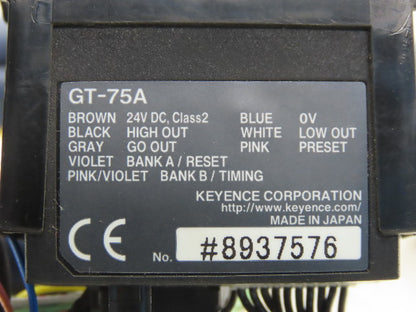 GT-75A
BROWN 24V DC, Class2 BLUE 0V
BLACK HIGH OUT WHITE LOW OUT
GRAY GO OUT PINK PRESET
VIOLET BANK A / RESET
PINK/VIOLET BANK B / TIMING
KEYENCE CORPORATION
http://www.keyence.com/
MADE IN JAPAN
CE No. #8937576